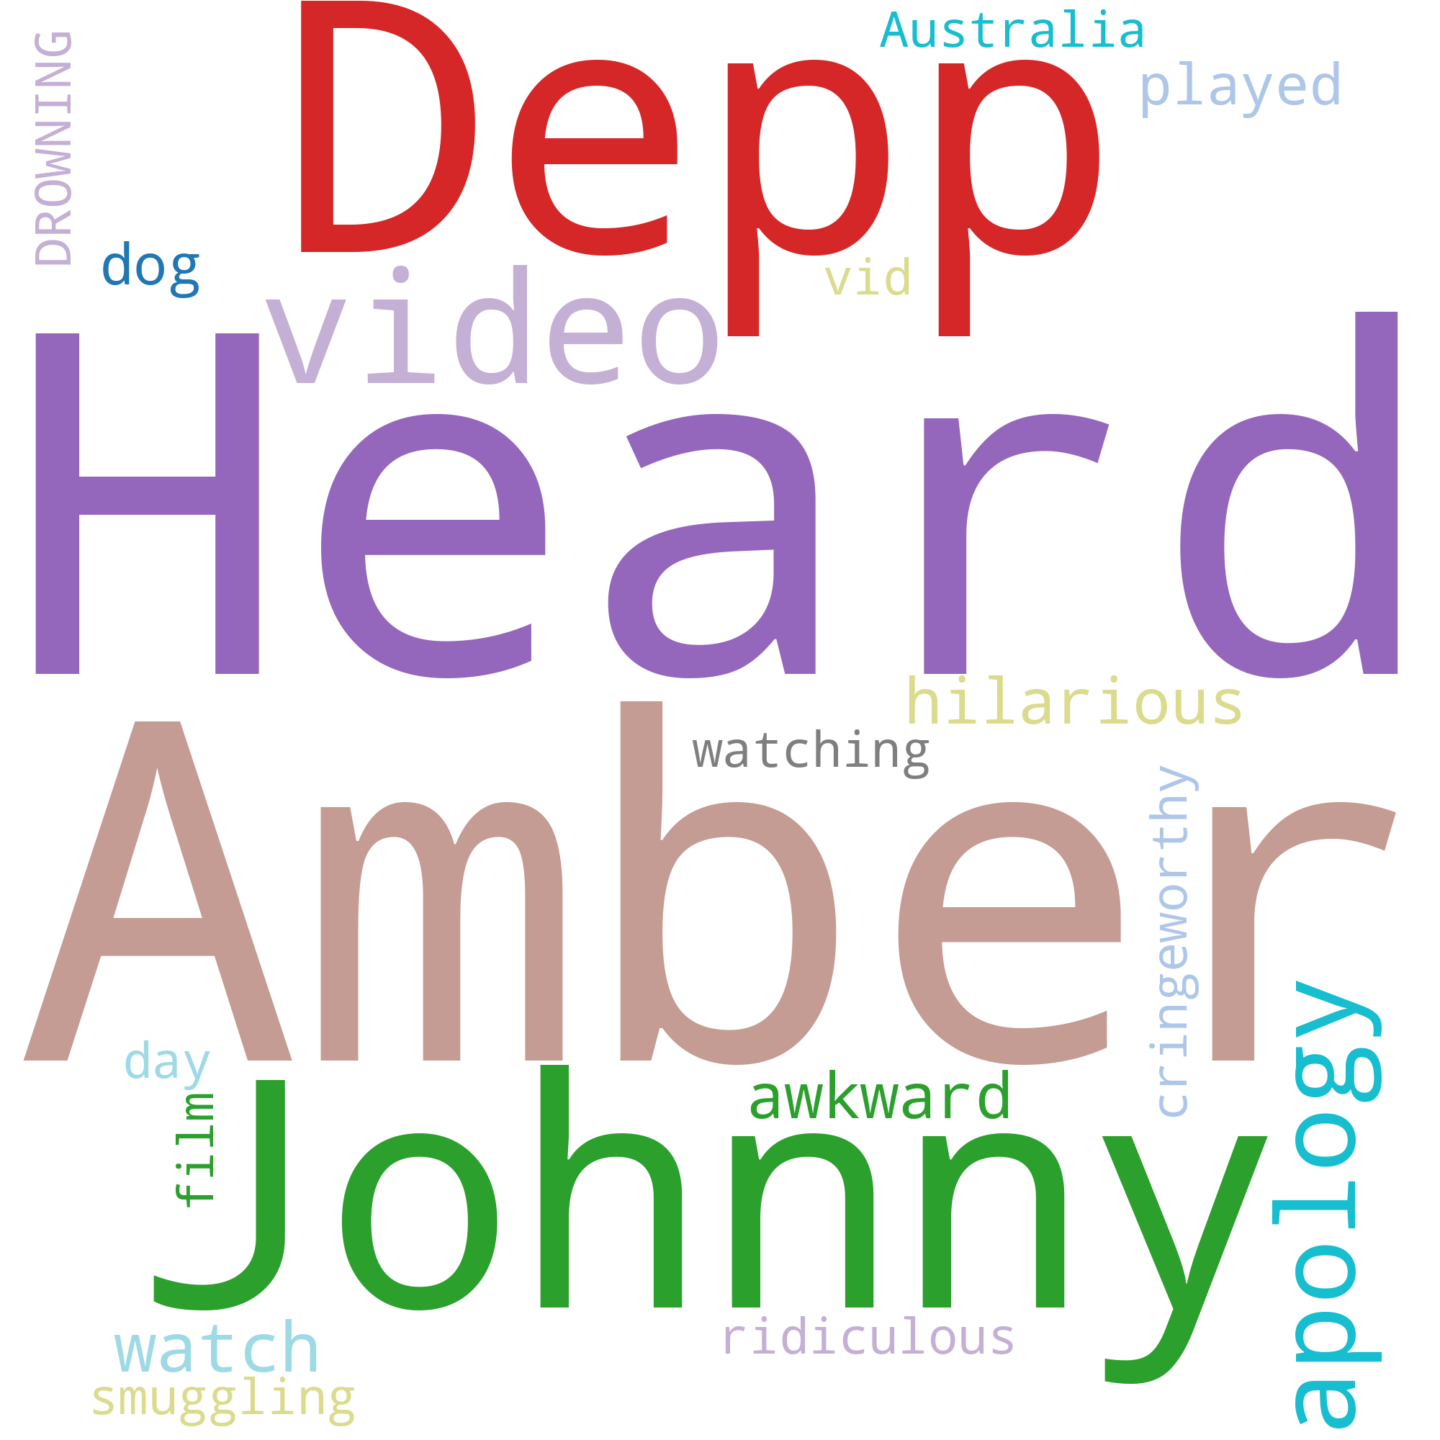 Depp
Australia
played
DROWNING
dog
video
vid
Heard
hilarious
Amber
watching
cringeworthy
apology
day
film
awkward
Johnny
watch
ridiculous
smuggling